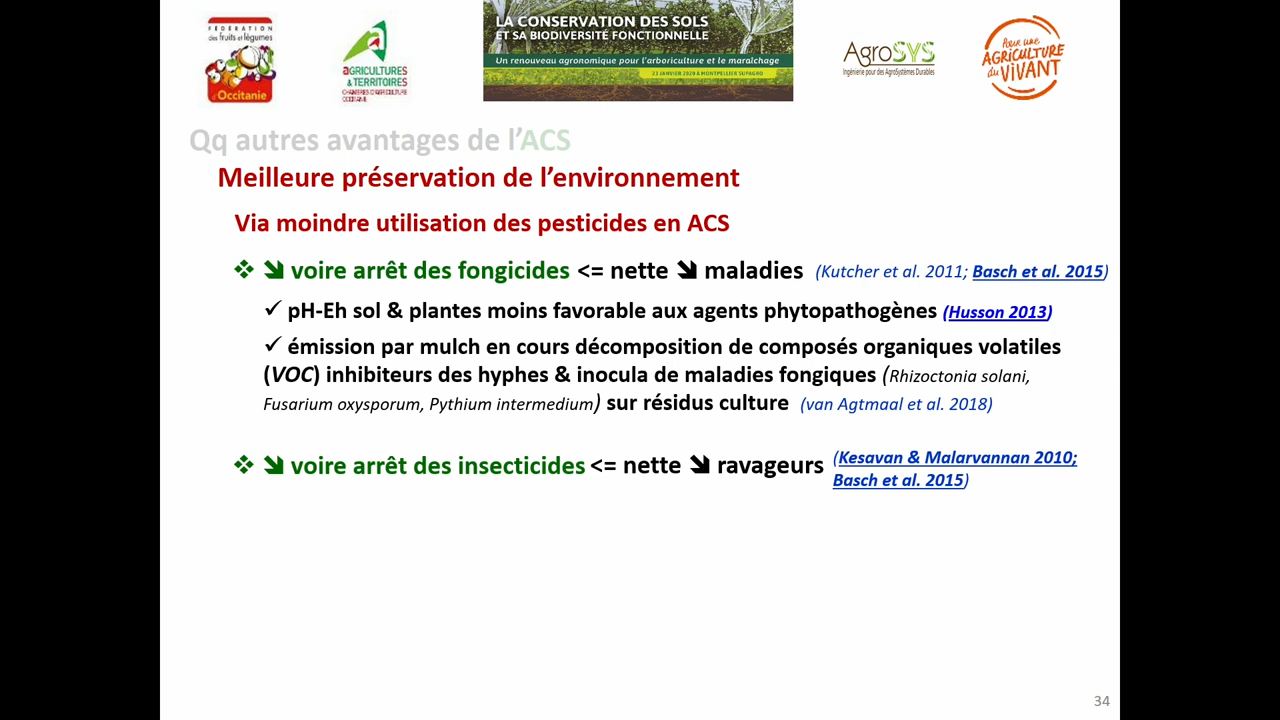 FÉDÉRATION
des fruits et légumes
d'Occitanie
AGRICULTURES
& TERRITOIRES
CHAMBRES D'AGRICULTURE
OCCITANIE
LA CONSERVATION DES SOLS
ET SA BIODIVERSITÉ FONCTIONNELLE
Un renouveau agronomique pour l'arboriculture et le maraîchage
23 JANVIER 2020 À MONTPELLIER SUPAGRO
AgroSYS
Ingénierie pour des AgroSystèmes Durables
Pour une
AGRICULTURE
du VIVANT
Qq autres avantages de l'ACS
Meilleure préservation de l'environnement
Via moindre utilisation des pesticides en ACS
❖ ➘ voire arrêt des fongicides <= nette ➘ maladies (Kutcher et al. 2011; Basch et al. 2015)
✓ pH-Eh sol & plantes moins favorable aux agents phytopathogènes (Husson 2013)
✓ émission par mulch en cours décomposition de composés organiques volatiles
(VOC) inhibiteurs des hyphes & inocula de maladies fongiques (Rhizoctonia solani,
Fusarium oxysporum, Pythium intermedium) sur résidus culture (van Agtmaal et al. 2018)
❖ ➘ voire arrêt des insecticides <= nette ➘ ravageurs (Kesavan & Malarvannan 2010;
Basch et al. 2015)
34